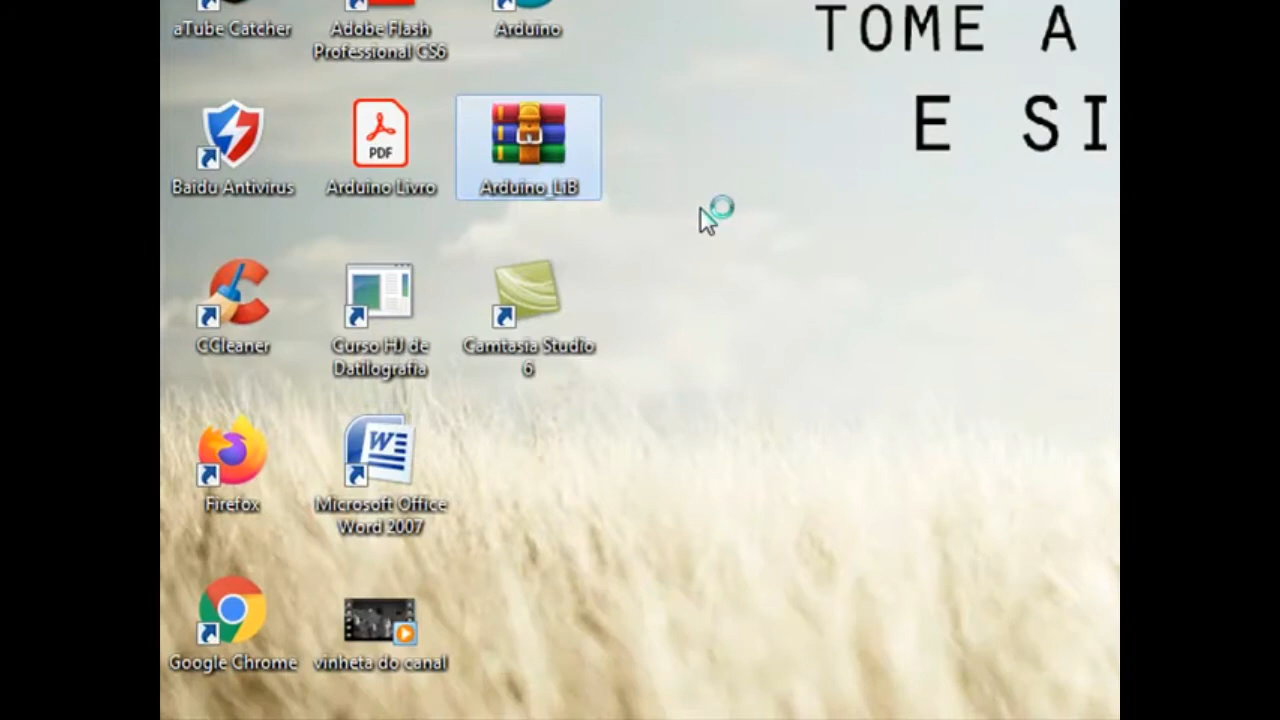 aTube Catcher
Adobe Flash
Professional CS6
Arduino
TOME A
E SI
Baidu Antivirus
PDF
Arduino Livro
Arduino_LiB
CCleaner
Curso HJ de
Datilografia
Camtasia Studio
6
Firefox
W
Microsoft Office
Word 2007
Google Chrome
vinheta do canal